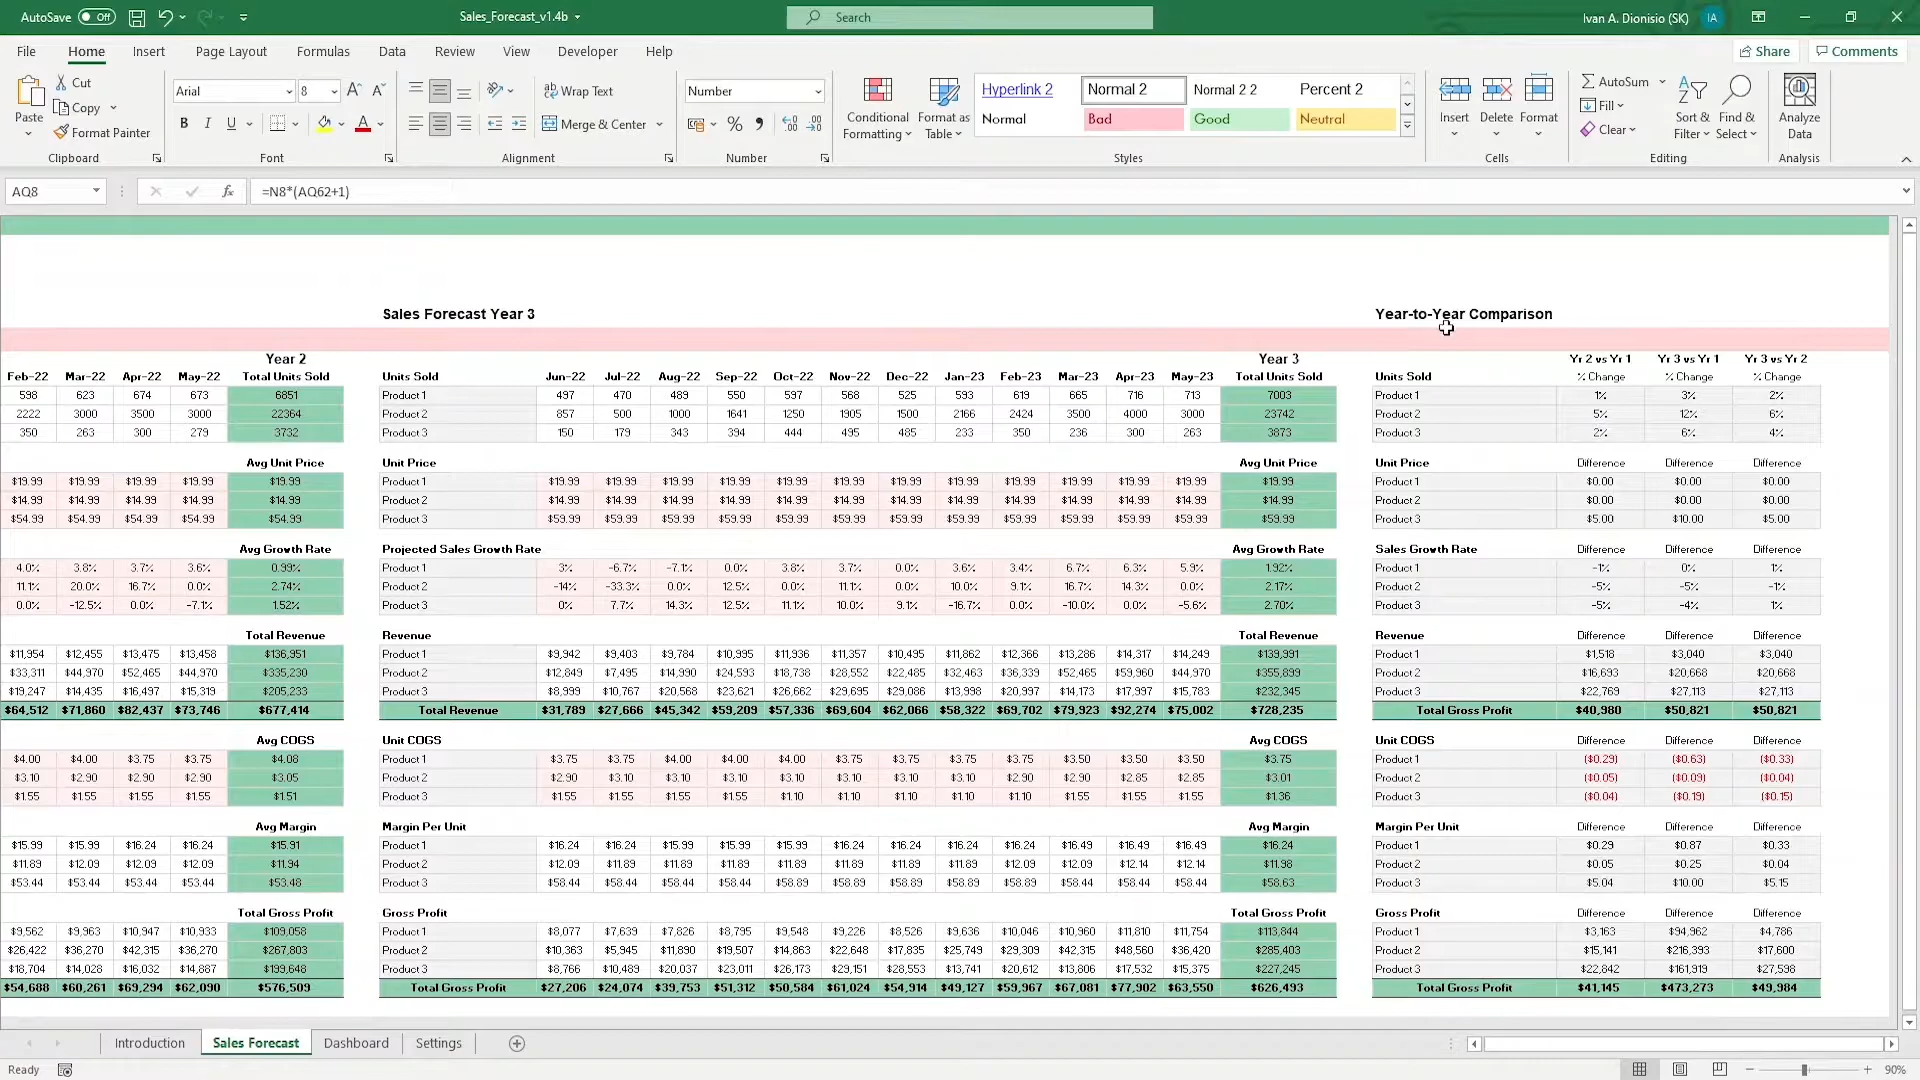 AutoSave Off Sales_Forecast_v1.4b Search Ivan A. Dionisio (SK) IA
File Home Insert Page Layout Formulas Data Review View Developer Help Share Comments
Paste Cut Copy Format Painter Clipboard
Arial 8 A A B I U A Font
Wrap Text Merge & Center Alignment
Number % Number
Conditional Formatting Format as Table
Hyperlink 2 Normal 2 Normal 2 2 Percent 2
Normal Bad Good Neutral
Styles
Insert Delete Format Cells
AutoSum Fill Clear Sort & Filter Find & Select Editing
Analyze Data Analysis
AQ8 fx =N8*(AQ62+1)
Sales Forecast Year 3 Year-to-Year Comparison
Year 2 Year 3 Yr 2 vs Yr 1 Yr 3 vs Yr 1 Yr 3 vs Yr 2
Feb-22 Mar-22 Apr-22 May-22 Total Units Sold Units Sold Jun-22 Jul-22 Aug-22 Sep-22 Oct-22 Nov-22 Dec-22 Jan-23 Feb-23 Mar-23 Apr-23 May-23 Total Units Sold Units Sold % Change % Change % Change
598 623 674 673 6851 Product 1 497 470 489 550 597 568 525 593 619 665 716 713 7003 Product 1 1% 3% 2%
2222 3000 3500 3000 22364 Product 2 857 500 1000 1641 1250 1905 1500 2166 2424 3500 4000 3000 23742 Product 2 5% 12% 6%
350 263 300 279 3732 Product 3 150 179 343 394 444 495 485 233 350 236 300 263 3873 Product 3 2% 6% 4%
Avg Unit Price Unit Price Avg Unit Price Unit Price Difference Difference Difference
$19.99 $19.99 $19.99 $19.99 $19.99 Product 1 $19.99 $19.99 $19.99 $19.99 $19.99 $19.99 $19.99 $19.99 $19.99 $19.99 $19.99 $19.99 $19.99 Product 1 $0.00 $0.00 $0.00
$14.99 $14.99 $14.99 $14.99 $14.99 Product 2 $14.99 $14.99 $14.99 $14.99 $14.99 $14.99 $14.99 $14.99 $14.99 $14.99 $14.99 $14.99 $14.99 Product 2 $0.00 $0.00 $0.00
$54.99 $54.99 $54.99 $54.99 $54.99 Product 3 $59.99 $59.99 $59.99 $59.99 $59.99 $59.99 $59.99 $59.99 $59.99 $59.99 $59.99 $59.99 $59.99 Product 3 $5.00 $10.00 $5.00
Avg Growth Rate Projected Sales Growth Rate Avg Growth Rate Sales Growth Rate Difference Difference Difference
4.0% 3.8% 3.7% 3.6% 0.99% Product 1 3% -6.7% -7.1% 0.0% 3.8% 3.7% 0.0% 3.6% 3.4% 6.7% 6.3% 5.9% 1.92% Product 1 -1% 0% 1%
11.1% 20.0% 16.7% 0.0% 2.74% Product 2 -14% -33.3% 0.0% 12.5% 0.0% 11.1% 0.0% 10.0% 9.1% 16.7% 14.3% 0.0% 2.17% Product 2 -5% -5% -1%
0.0% -12.5% 0.0% -7.1% 1.52% Product 3 0% 7.7% 14.3% 12.5% 11.1% 10.0% 9.1% -16.7% 0.0% -10.0% 0.0% -5.6% 2.70% Product 3 -5% -4% 1%
Total Revenue Revenue Total Revenue Revenue Difference Difference Difference
$11,954 $12,455 $13,475 $13,458 $136,951 Product 1 $9,942 $9,403 $9,784 $10,995 $11,936 $11,357 $10,495 $11,862 $12,366 $13,286 $14,317 $14,249 $139,991 Product 1 $1,518 $3,040 $3,040
$33,311 $44,970 $52,465 $44,970 $335,230 Product 2 $12,849 $7,495 $14,990 $24,593 $18,738 $28,552 $22,485 $32,463 $36,339 $52,465 $59,960 $44,970 $355,899 Product 2 $16,693 $20,668 $20,668
$19,247 $14,435 $16,497 $15,319 $205,233 Product 3 $8,999 $10,767 $20,568 $23,621 $26,662 $29,695 $29,086 $13,998 $20,997 $14,173 $17,997 $15,783 $232,345 Product 3 $22,769 $27,113 $27,113
$64,512 $71,860 $82,437 $73,746 $677,414 Total Revenue $31,789 $27,666 $45,342 $59,209 $57,336 $69,604 $62,066 $58,322 $69,702 $79,923 $92,274 $75,002 $728,235 Total Gross Profit $40,980 $50,821 $50,821
Avg COGS Unit COGS Avg COGS Unit COGS Difference Difference Difference
$4.00 $4.00 $3.75 $3.75 $4.08 Product 1 $3.75 $3.75 $4.00 $4.00 $4.00 $3.75 $3.75 $3.75 $3.75 $3.50 $3.50 $3.50 $3.75 Product 1 ($0.29) ($0.63) ($0.33)
$3.10 $2.90 $2.90 $2.90 $3.05 Product 2 $2.90 $3.10 $3.10 $3.10 $3.10 $3.10 $3.10 $3.10 $2.90 $2.90 $2.85 $2.85 $3.01 Product 2 ($0.05) ($0.09) ($0.04)
$1.55 $1.55 $1.55 $1.55 $1.51 Product 3 $1.55 $1.55 $1.55 $1.55 $1.10 $1.10 $1.10 $1.10 $1.10 $1.55 $1.55 $1.55 $1.36 Product 3 ($0.04) ($0.19) ($0.15)
Avg Margin Margin Per Unit Avg Margin Margin Per Unit Difference Difference Difference
$15.99 $15.99 $16.24 $16.24 $15.91 Product 1 $16.24 $16.24 $15.99 $15.99 $15.99 $16.24 $16.24 $16.24 $16.24 $16.49 $16.49 $16.49 $16.24 Product 1 $0.29 $0.87 $0.33
$11.89 $12.09 $12.09 $12.09 $11.94 Product 2 $12.09 $11.89 $11.89 $11.89 $11.89 $11.89 $11.89 $11.89 $12.09 $12.09 $12.14 $12.14 $11.98 Product 2 $0.05 $0.25 $0.04
$53.44 $53.44 $53.44 $53.44 $53.48 Product 3 $58.44 $58.44 $58.44 $58.44 $58.89 $58.89 $58.89 $58.89 $58.89 $58.44 $58.44 $58.44 $58.63 Product 3 $5.04 $10.00 $5.15
Total Gross Profit Gross Profit Total Gross Profit Gross Profit Difference Difference Difference
$9,562 $9,963 $10,947 $10,933 $109,058 Product 1 $8,077 $7,639 $7,826 $8,795 $9,548 $9,226 $8,526 $9,636 $10,046 $10,960 $11,810 $11,754 $113,844 Product 1 $3,163 $94,962 $4,786
$26,422 $36,270 $42,315 $36,270 $267,803 Product 2 $10,363 $5,945 $11,890 $19,507 $14,863 $22,648 $17,835 $25,749 $29,309 $42,315 $48,560 $36,420 $285,403 Product 2 $15,141 $216,393 $17,600
$18,704 $14,028 $16,032 $14,887 $199,648 Product 3 $8,766 $10,489 $20,037 $23,011 $26,173 $29,151 $28,553 $13,741 $20,612 $13,806 $17,532 $15,375 $227,245 Product 3 $22,842 $161,919 $27,598
$54,688 $60,261 $69,294 $62,090 $576,509 Total Gross Profit $27,206 $24,074 $39,753 $51,312 $50,584 $61,024 $54,914 $49,127 $59,967 $67,081 $77,902 $63,550 $626,493 Total Gross Profit $41,145 $473,273 $49,984
Introduction Sales Forecast Dashboard Settings
Ready 90%